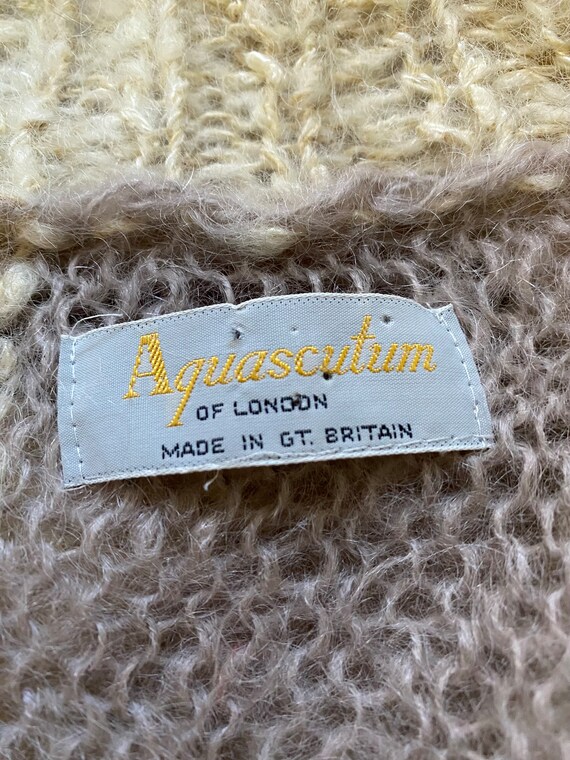 Aquascutum
OF LONDON
MADE IN GT. BRITAIN